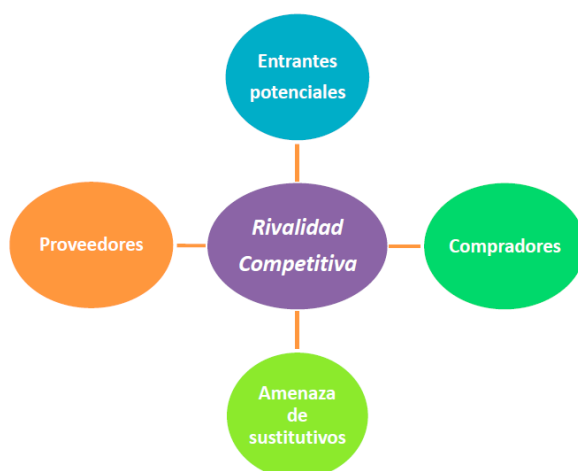 Entrantes
potenciales
Proveedores
Rivalidad
Competitiva
Compradores
Amenaza
de
sustitutivos